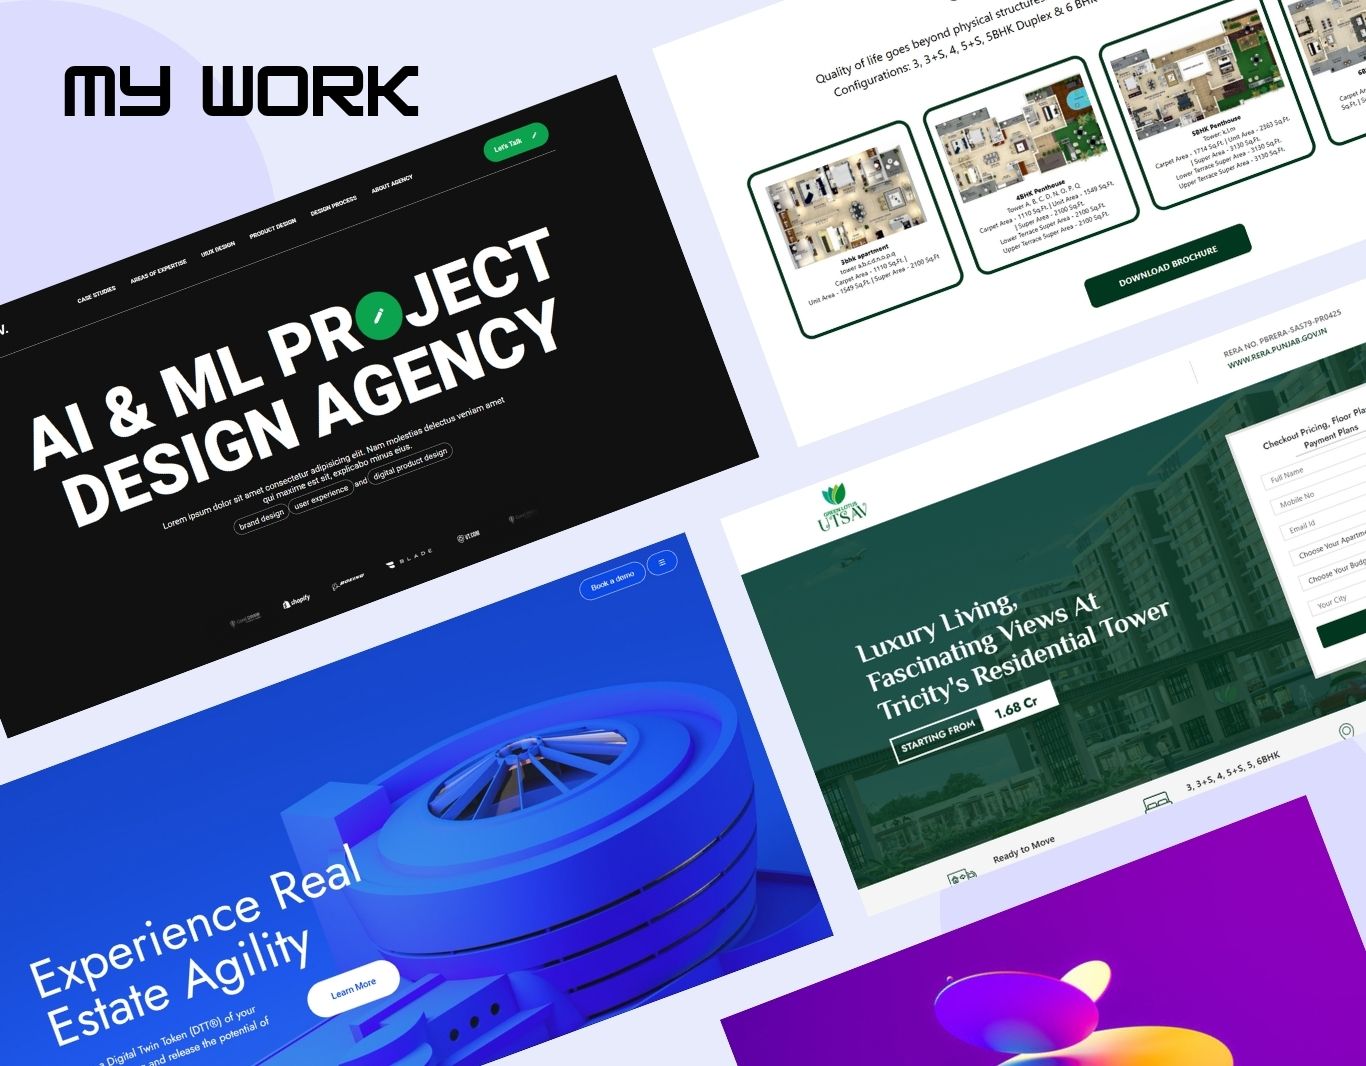 MY WORK
Let's Talk
CASE STUDIES
AREAS OF EXPERTISE
UIUX DESIGN
PRODUCT DESIGN
DESIGN PROCESS
ABOUT AGENCY
AI & ML PROJECT
DESIGN AGENCY
Lorem ipsum dolor sit amet consectetur adipisicing elit. Nam molestias delectus veniam amet
qui maxime est sit, explicabo minus eius.
brand design user experience and digital product design
shopify
BOEING
BLADE
Book a demo
Experience Real
Estate Agility
Digital Twin Token (DTT®) of your
and release the potential of
Learn More
Quality of life goes beyond physical structures
Configurations: 3, 3+S, 4, 5+S, 5BHK Duplex & 6 BHK
3bhk apartment
tower a,b,c,d,n,o,p,q
Carpet Area - 1110 Sq.Ft. |
Unit Area - 1549 Sq.Ft. | Super Area - 2100 Sq.Ft
4BHK Penthouse
Tower A, B, C, D, N, O, P, Q
Carpet Area - 1110 Sq.Ft. | Unit Area - 1549 Sq.Ft.
| Super Area - 2100 Sq.Ft.
Lower Terrace Super Area - 2100 Sq.Ft.
Upper Terrace Super Area - 2100 Sq.Ft.
5BHK Penthouse
Tower: k,l,m
Carpet Area - 1714 Sq.Ft. | Unit Area - 2363 Sq.Ft.
| Super Area - 3130 Sq.Ft.
Lower Terrace Super Area - 3130 Sq.Ft.
Upper Terrace Super Area - 3130 Sq.Ft.
DOWNLOAD BROCHURE
RERA NO. PBRERA-SAS79-PR0425
WWW.RERA.PUNJAB.GOV.IN
GREEN LOTUS
UTSAV
Luxury Living,
Fascinating Views At
Tricity's Residential Tower
STARTING FROM 1.68 Cr
Checkout Pricing, Floor
Payment Plans
Full Name
Mobile No
Email Id
Choose Your
Choose Your
Your City
Ready to Move
3, 3+S, 4, 5+S, 5, 6BHK